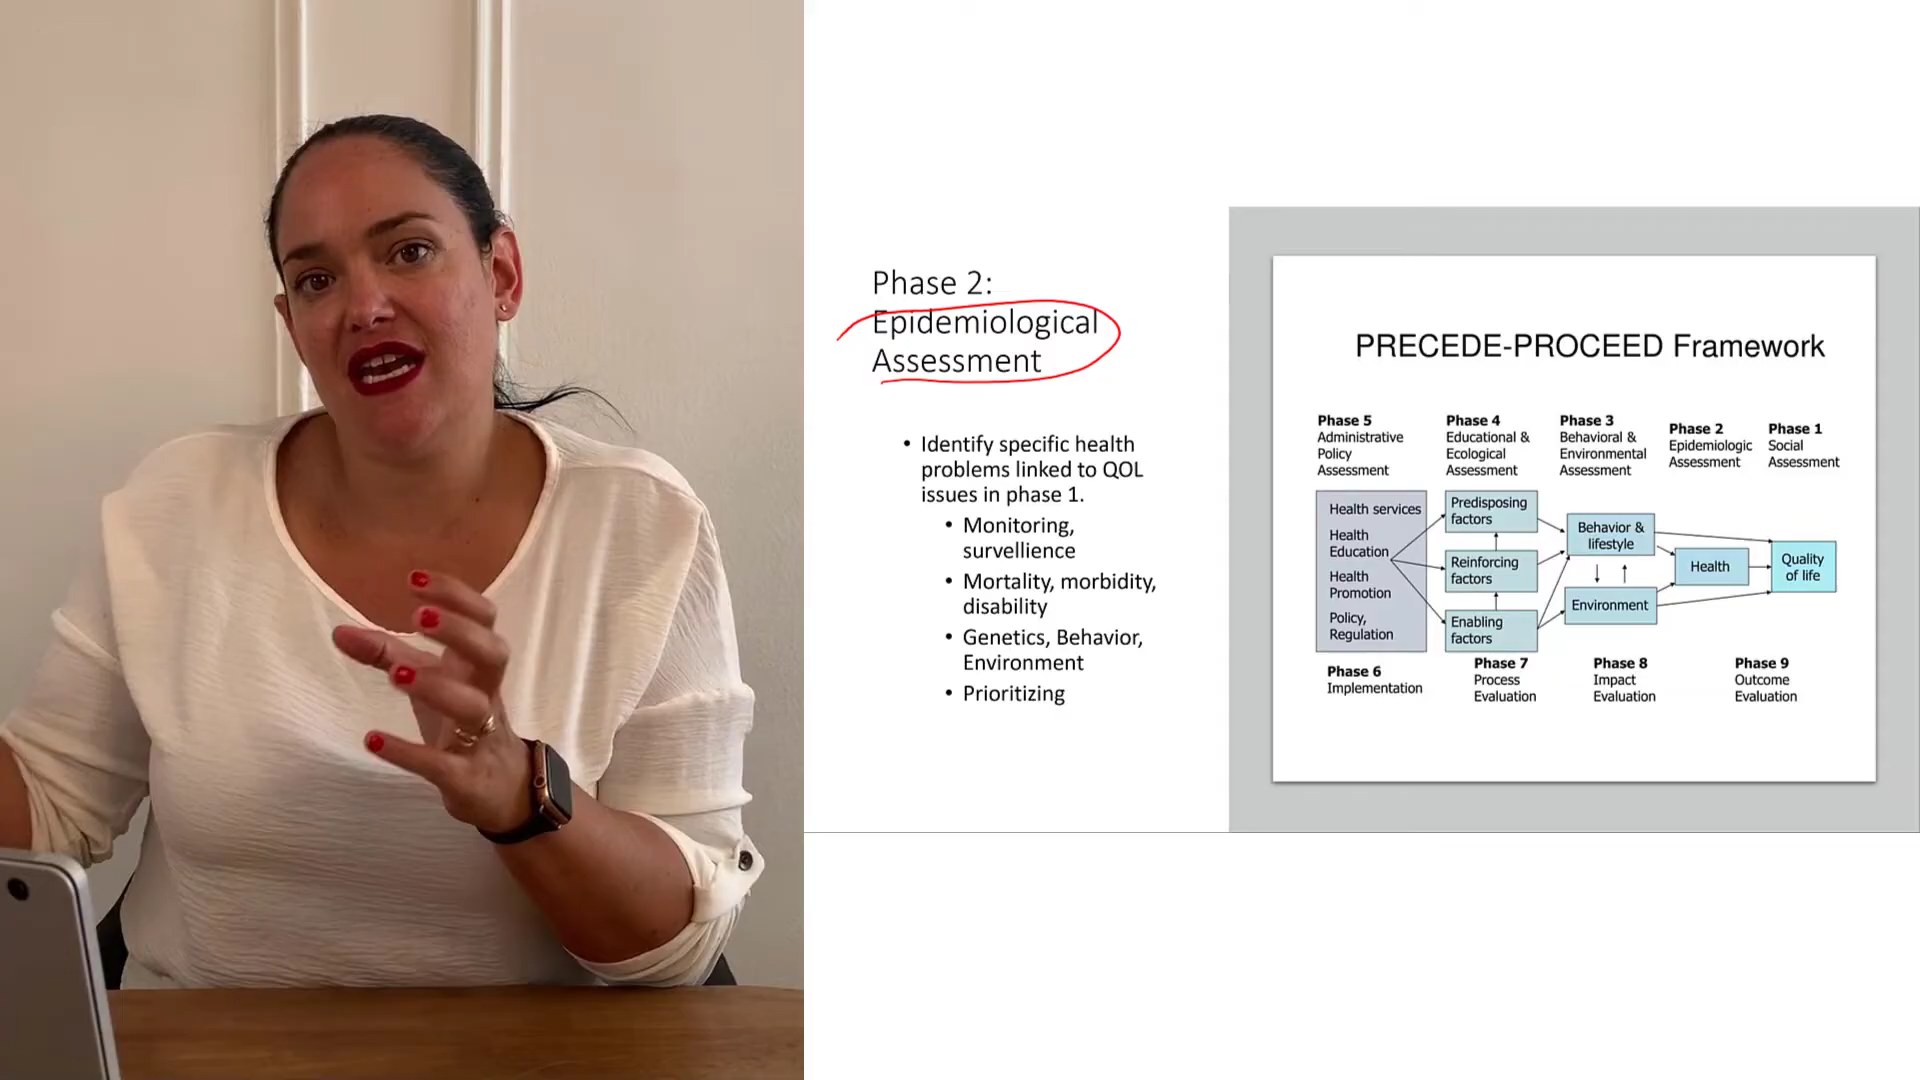 Phase 2:
Epidemiological
Assessment
• Identify specific health
problems linked to QOL
issues in phase 1.
• Monitoring,
survellience
• Mortality, morbidity,
disability
• Genetics, Behavior,
Environment
• Prioritizing
PRECEDE-PROCEED Framework
Phase 5
Administrative
Policy
Assessment
Phase 4
Educational &
Ecological
Assessment
Phase 3
Behavioral &
Environmental
Assessment
Phase 2
Epidemiologic
Assessment
Phase 1
Social
Assessment
Health services
Health
Education
Health
Promotion
Policy,
Regulation
Predisposing
factors
Reinforcing
factors
Enabling
factors
Behavior &
lifestyle
Environment
Health
Quality
of life
Phase 6
Implementation
Phase 7
Process
Evaluation
Phase 8
Impact
Evaluation
Phase 9
Outcome
Evaluation